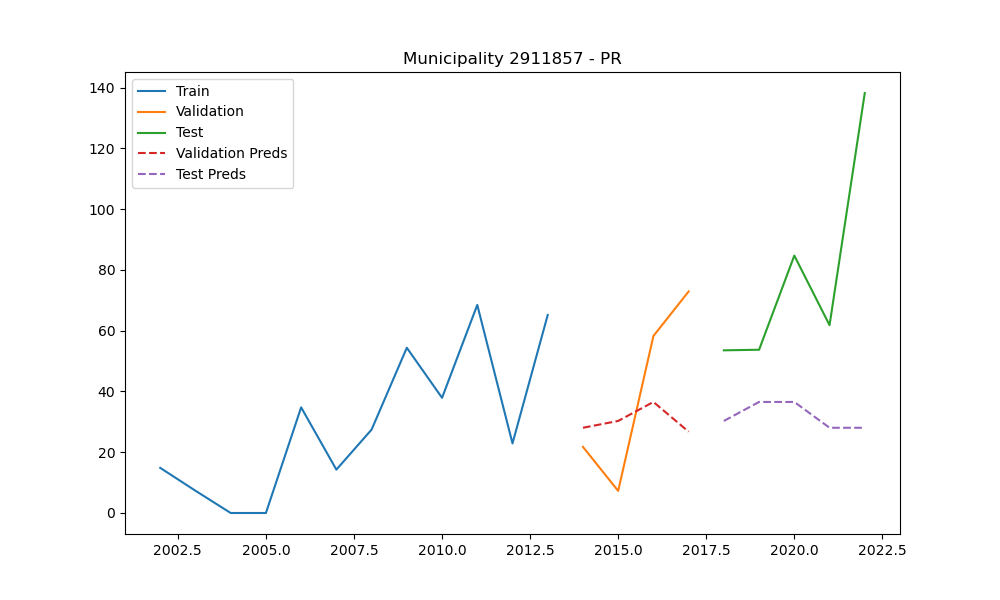 Municipality 2911857 - PR
Train
Validation
Test
Validation Preds
Test Preds
140
120
100
80
60
40
20
0
2002.5 2005.0 2007.5 2010.0 2012.5 2015.0 2017.5 2020.0 2022.5